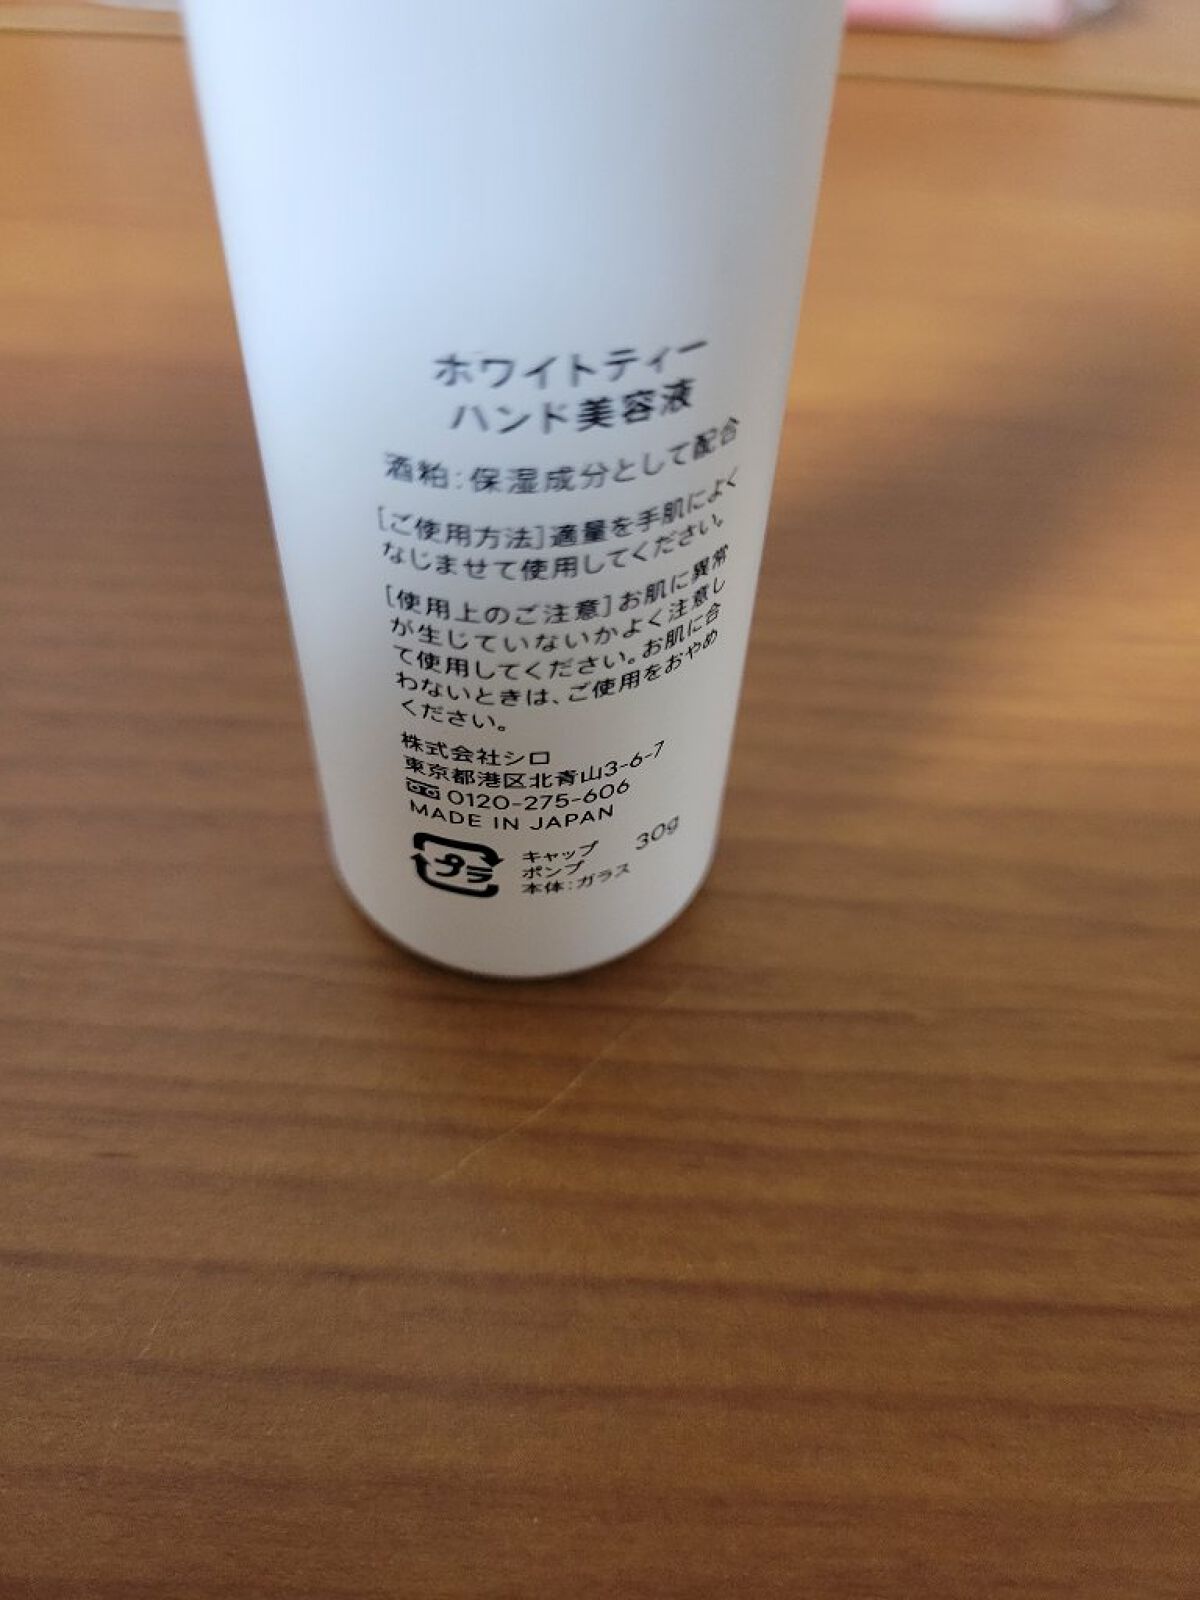 ホワイトティー
ハンド美容液
酒粕:保湿成分として配合
[ご使用方法]適量を手肌によく
なじませて使用してください。
[使用上のご注意]お肌に異常
が生じていないかよく注意し
て使用してください。お肌に合
わないときは、ご使用をおやめ
ください。
株式会社シロ
東京都港区北青山3-6-7
0120-275-606
MADE IN JAPAN
プラ
キャップ
ポンプ
本体:ガラス
30g